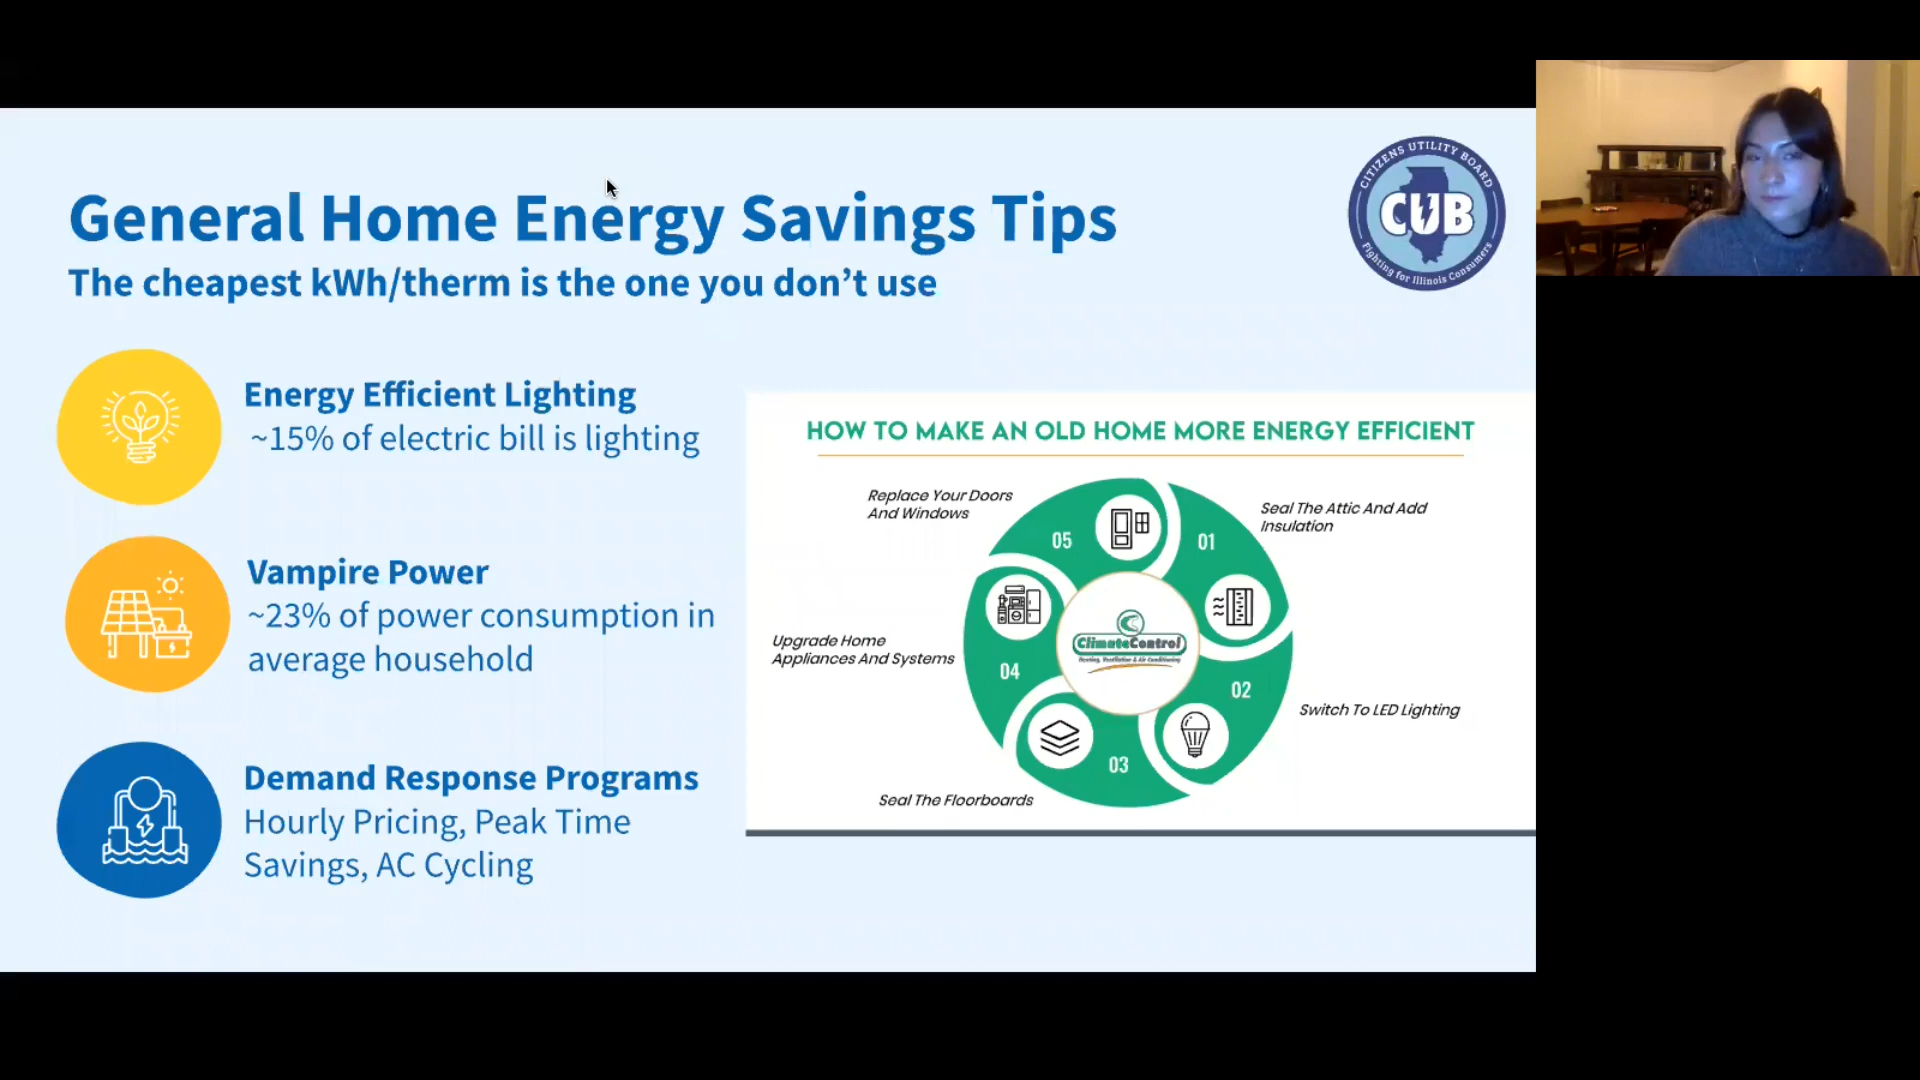 General Home Energy Savings Tips
The cheapest kWh/therm is the one you don’t use
CITIZENS UTILITY BOARD
CUB
Fighting for Illinois Consumers
Energy Efficient Lighting
~15% of electric bill is lighting
Vampire Power
~23% of power consumption in
average household
Demand Response Programs
Hourly Pricing, Peak Time
Savings, AC Cycling
HOW TO MAKE AN OLD HOME MORE ENERGY EFFICIENT
Replace Your Doors
And Windows
05
01
Seal The Attic And Add
Insulation
Upgrade Home
Appliances And Systems
04
ClimateControl
Heating, Ventilation & Air Conditioning
02
Switch To LED Lighting
03
Seal The Floorboards